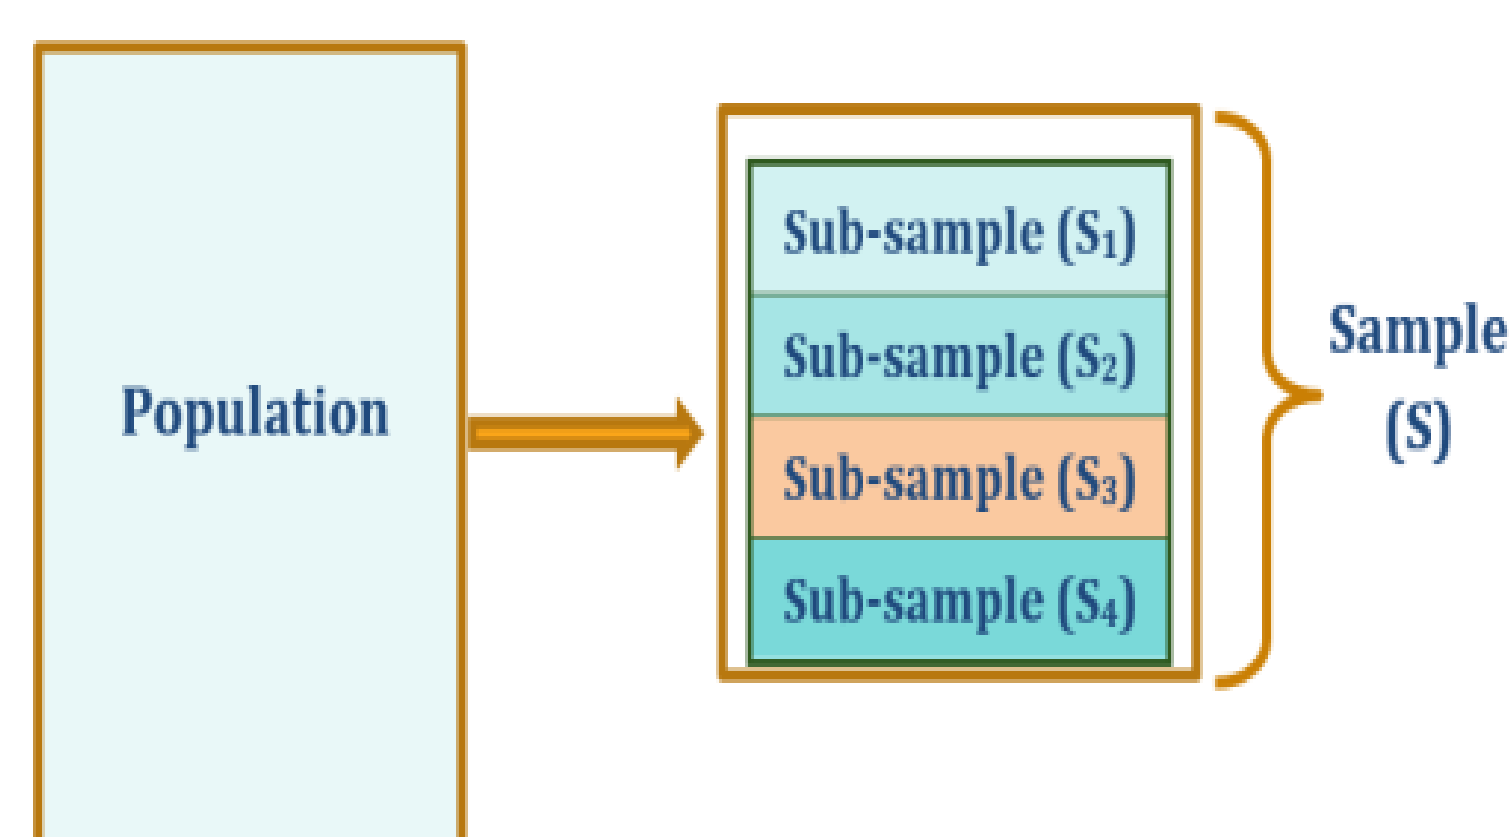 Population
Sub-sample (S₁)
Sub-sample (S₂)
Sub-sample (S₃)
Sub-sample (S₄)
Sample
(S)